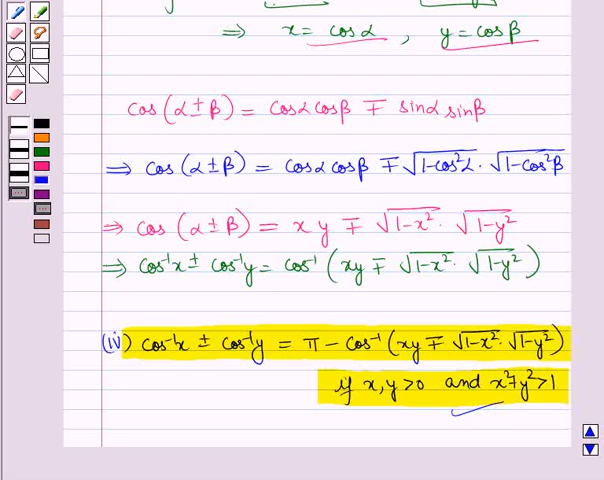 ⇒ x = cosα , y = cosβ
cos (α ± β) = cosα cosβ ∓ sinα sinβ
⇒ cos (α ± β) = cosα cosβ ∓ √1-cos²α · √1-cos²β
⇒ cos (α ± β) = x y ∓ √1-x² · √1-y²
⇒ cos⁻¹x ± cos⁻¹y = cos⁻¹ (xy ∓ √1-x² · √1-y²)
(iv) cos⁻¹x ± cos⁻¹y = π - cos⁻¹ (xy ∓ √1-x² · √1-y²)
if x, y > 0 and x² + y² > 1